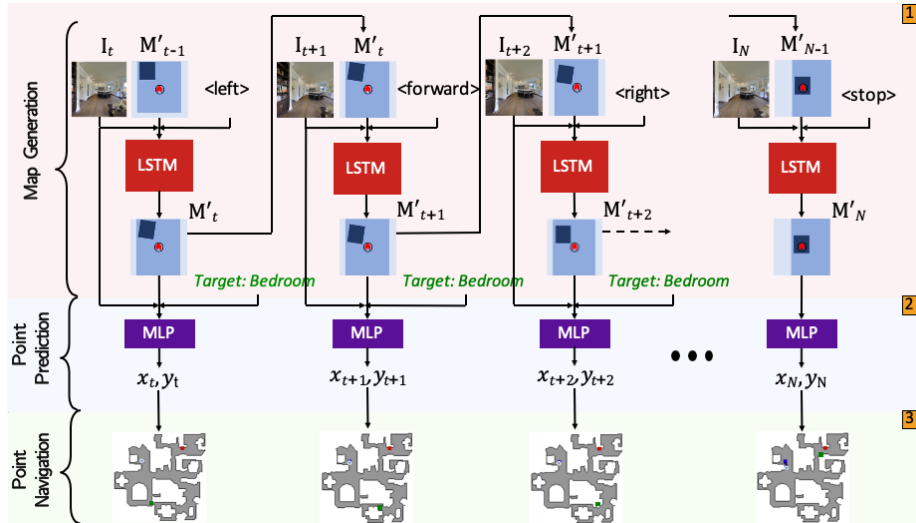 1
I_t M′_{t-1} I_{t+1} M′_t I_{t+2} M′_{t+1} I_N M′_{N-1}
<left> <forward> <right> <stop>
Map Generation
LSTM LSTM LSTM LSTM
M′_t M′_{t+1} M′_{t+2} M′_N
Target: Bedroom Target: Bedroom Target: Bedroom
2
Point
Prediction
MLP MLP MLP MLP
x_t, y_t x_{t+1}, y_{t+1} x_{t+2}, y_{t+2} x_N, y_N
3
Point
Navigation